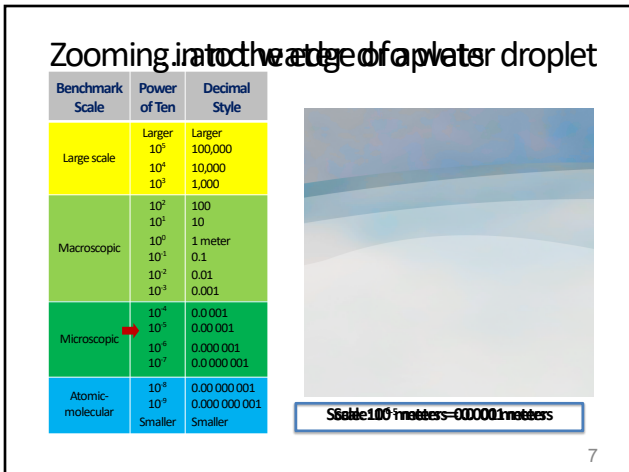 Zooming
Benchmark Scale Power of Ten Decimal Style
Large scale
Larger Larger
10⁵ 100,000
10⁴ 10,000
10³ 1,000
Macroscopic
10² 100
10¹ 10
10⁰ 1 meter
10⁻¹ 0.1
10⁻² 0.01
10⁻³ 0.001
Microscopic
10⁻⁴ 0.0 001
10⁻⁵ 0.00 001
10⁻⁶ 0.000 001
10⁻⁷ 0.0 000 001
Atomic-molecular
10⁻⁸ 0.00 000 001
10⁻⁹ 0.000 000 001
Smaller Smaller
7